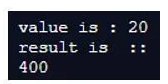 value is : 20
result is  ::
400